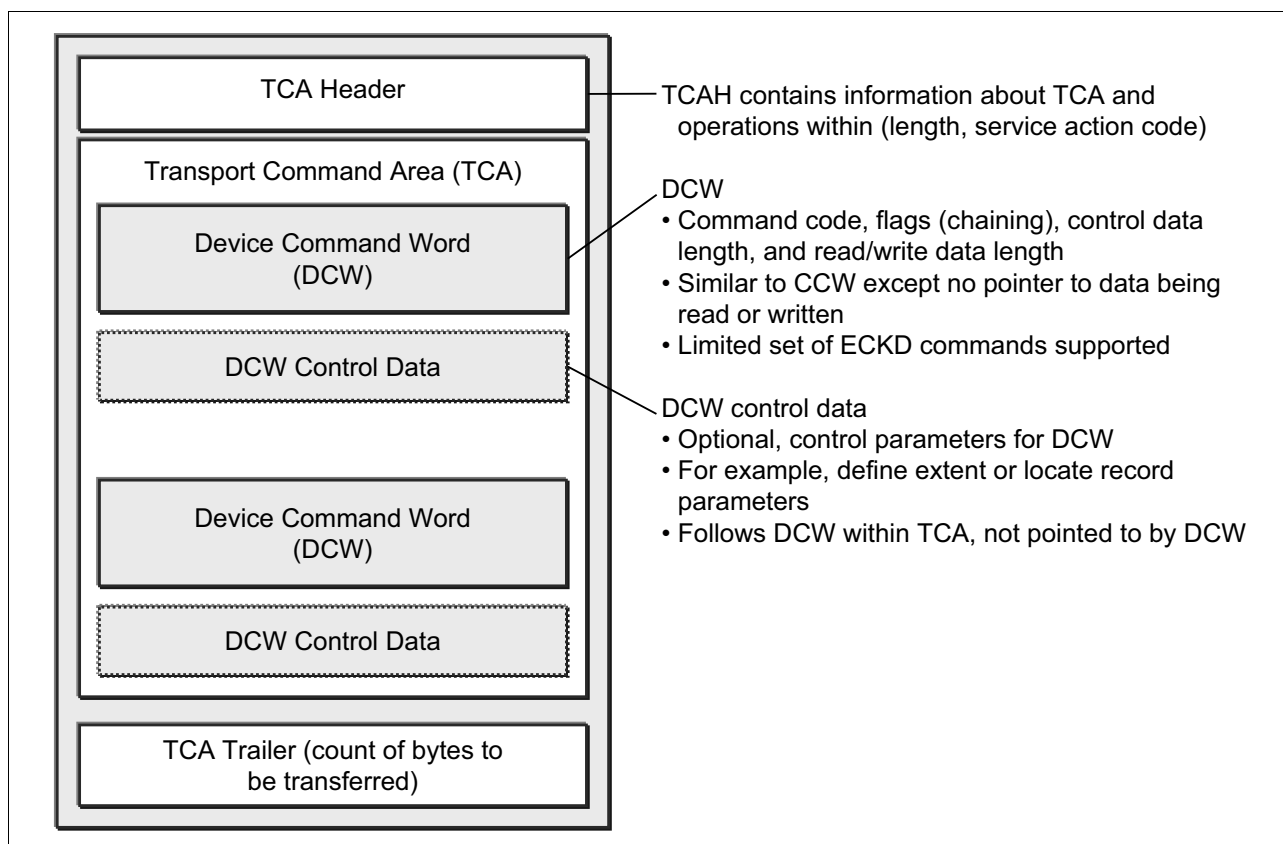 TCA Header
Transport Command Area (TCA)
Device Command Word
(DCW)
DCW Control Data
Device Command Word
(DCW)
DCW Control Data
TCA Trailer (count of bytes to
be transferred)
TCAH contains information about TCA and
operations within (length, service action code)
DCW
• Command code, flags (chaining), control data
length, and read/write data length
• Similar to CCW except no pointer to data being
read or written
• Limited set of ECKD commands supported
DCW control data
• Optional, control parameters for DCW
• For example, define extent or locate record
parameters
• Follows DCW within TCA, not pointed to by DCW